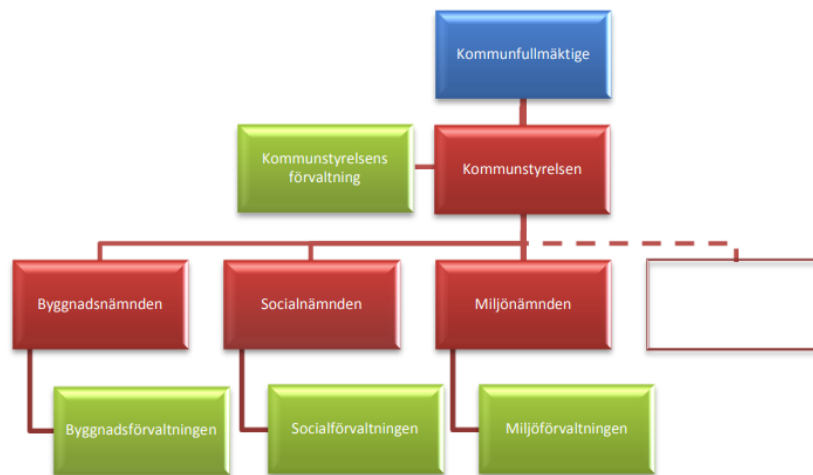 Kommunfullmäktige
Kommunstyrelsens
förvaltning
Kommunstyrelsen
Byggnadsnämnden
Socialnämnden
Miljönämnden
Byggnadsförvaltningen
Socialförvaltningen
Miljöförvaltningen